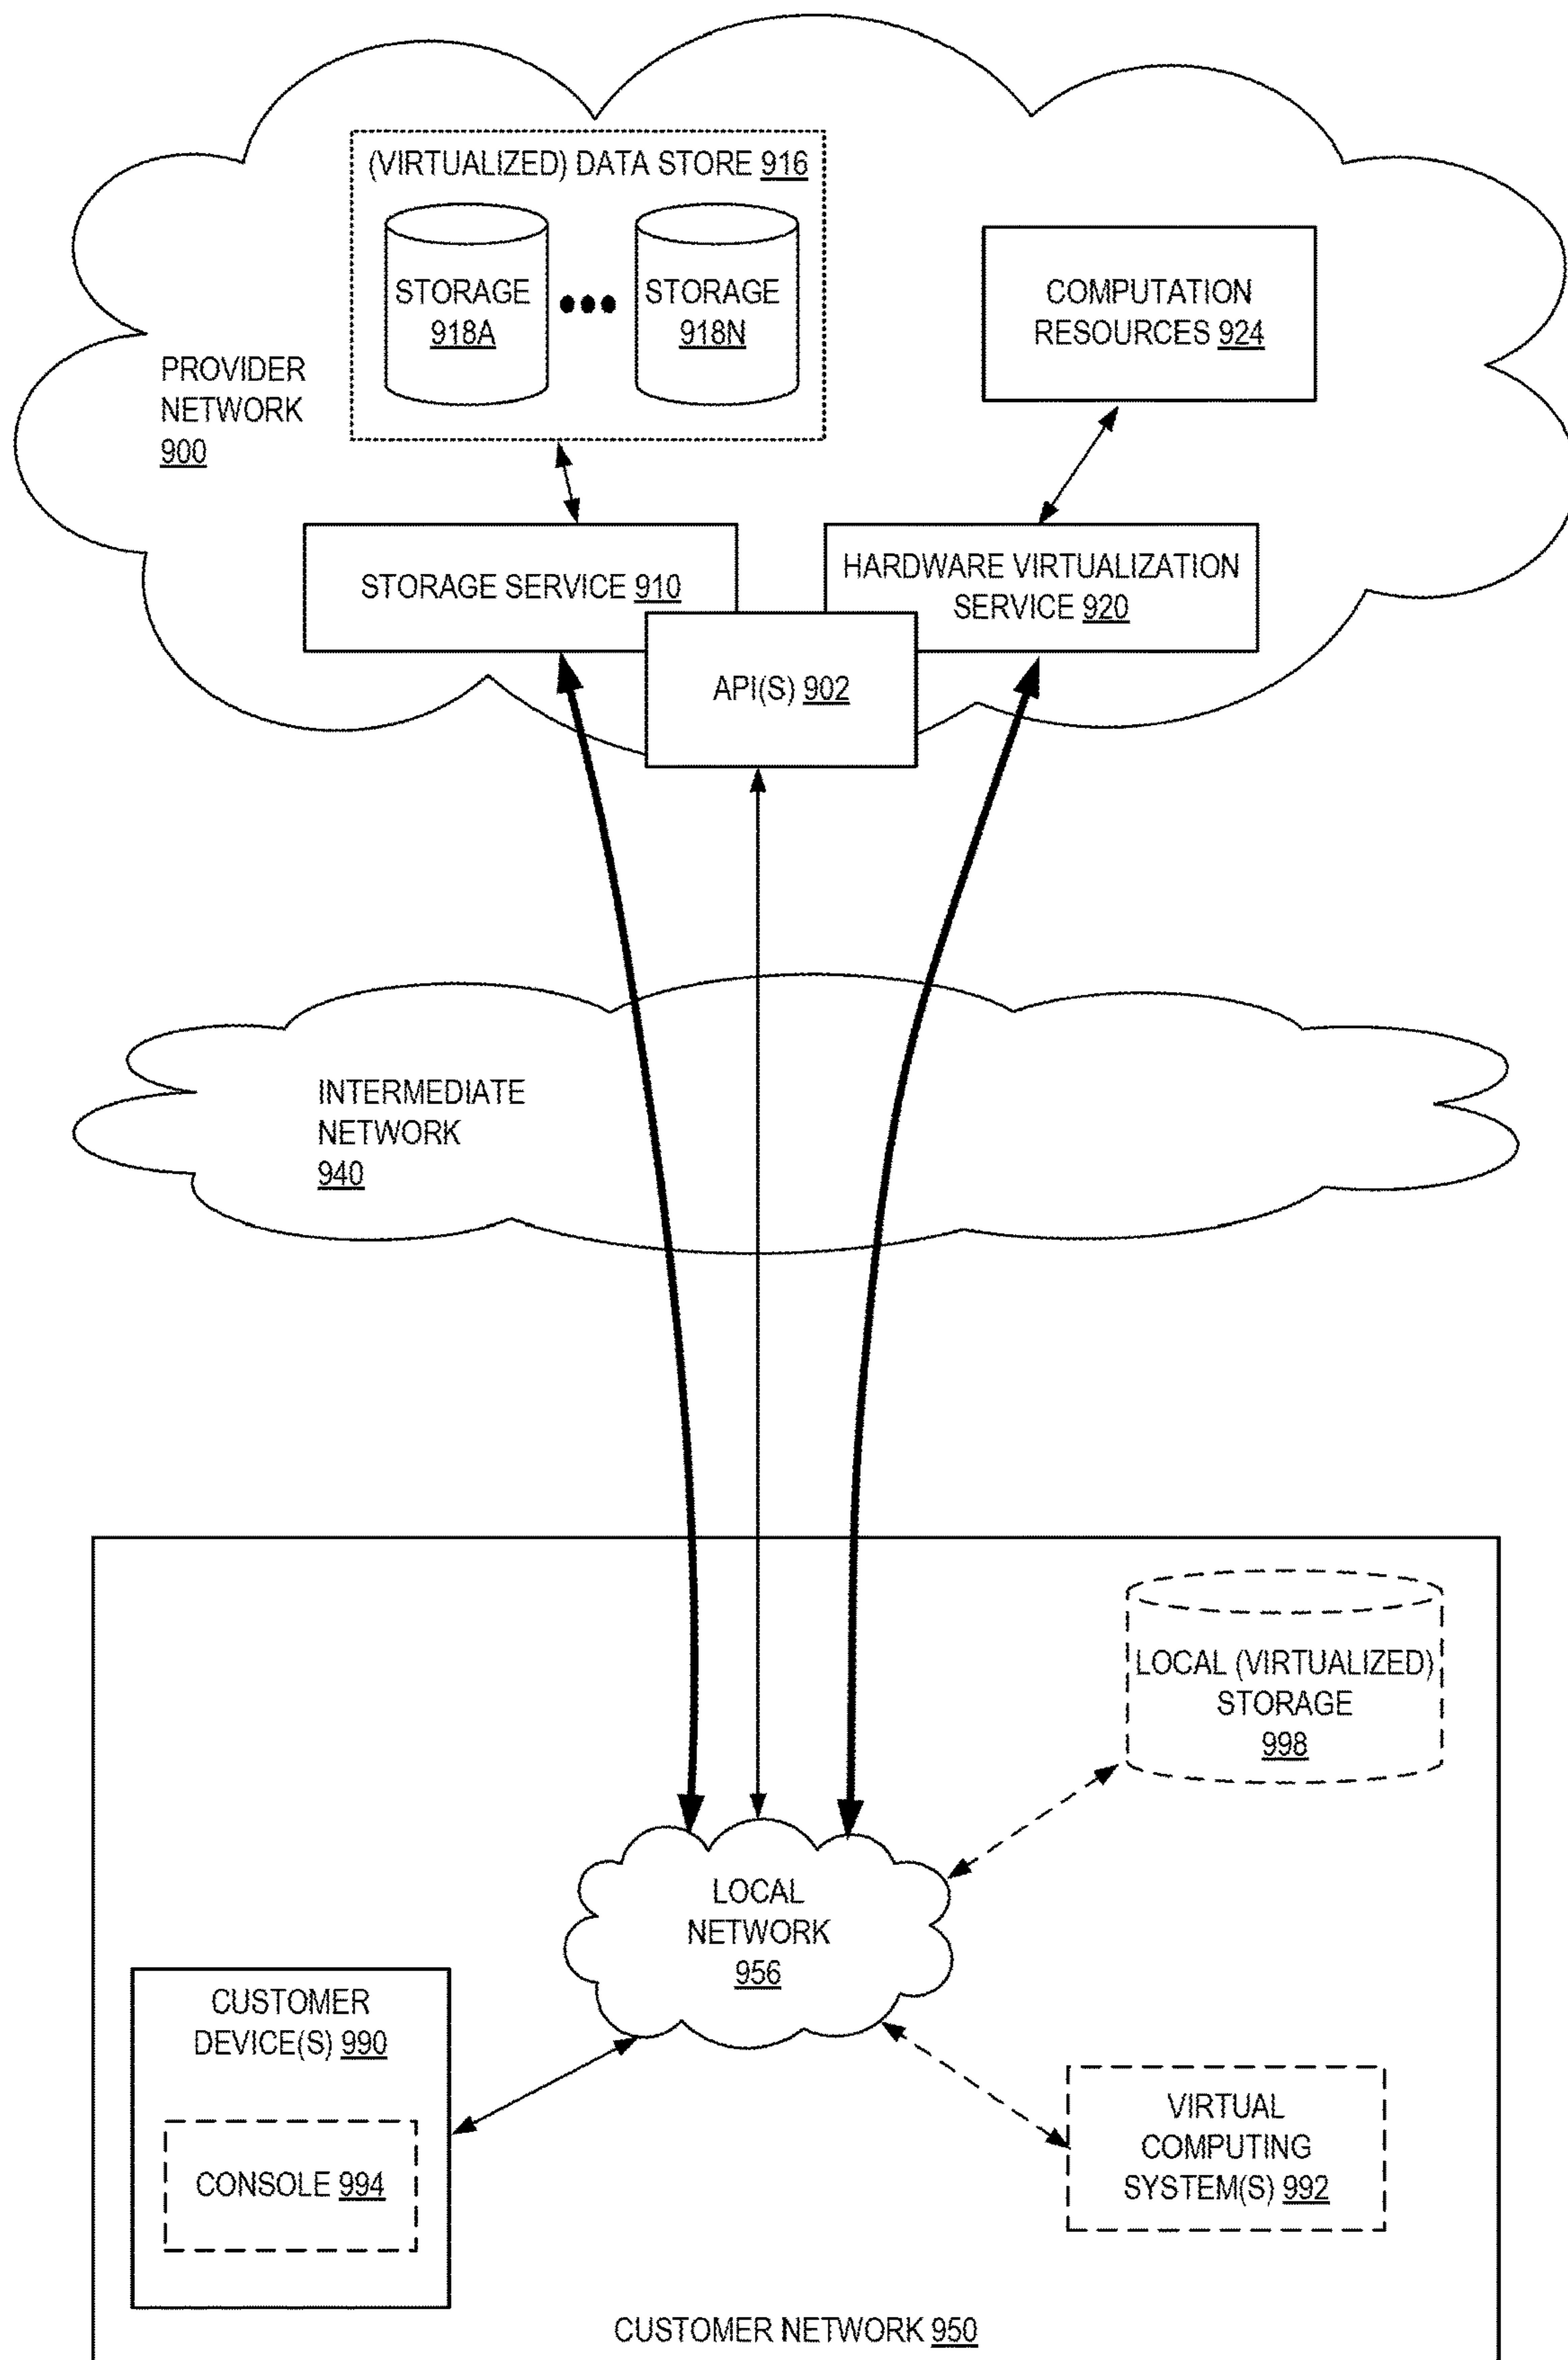 (VIRTUALIZED) DATA STORE 916
STORAGE
918A
STORAGE
918N
COMPUTATION
RESOURCES 924
PROVIDER
NETWORK
900
STORAGE SERVICE 910
HARDWARE VIRTUALIZATION
SERVICE 920
API(S) 902
INTERMEDIATE
NETWORK
940
LOCAL (VIRTUALIZED)
STORAGE
998
LOCAL
NETWORK
956
CUSTOMER
DEVICE(S) 990
CONSOLE 994
VIRTUAL
COMPUTING
SYSTEM(S) 992
CUSTOMER NETWORK 950